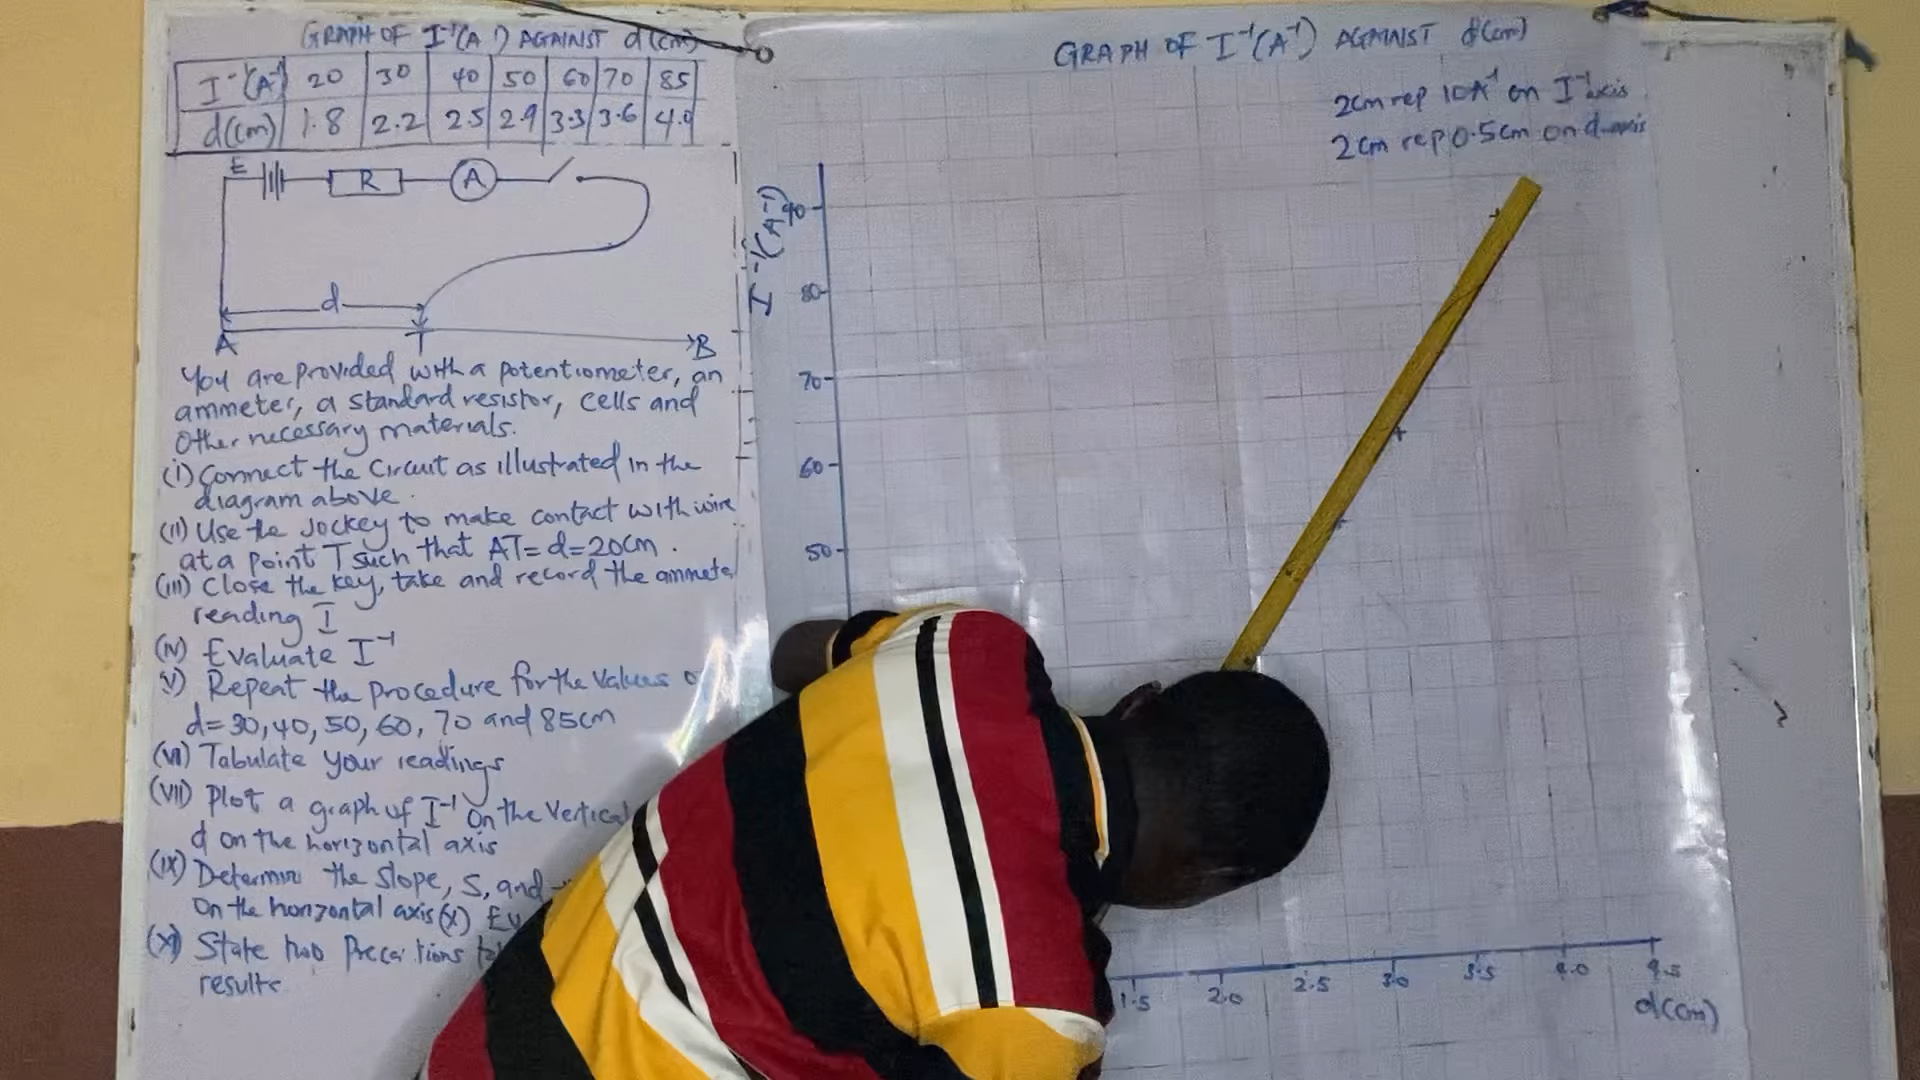 GRAPH OF I⁻¹(A⁻¹) AGAINST d(cm)
I⁻¹(A⁻¹) 20 30 40 50 60 70 85
d(cm) 1.8 2.2 2.5 2.9 3.3 3.6 4.0
E R A
d
A T B
You are provided with a potentiometer, an
ammeter, a standard resistor, cells and
other necessary materials.
(i) Connect the Circuit as illustrated in the
diagram above.
(ii) Use the Jockey to make contact with wire
at a point T such that AT = d = 20cm.
(iii) Close the key, take and record the ammeter
reading I
(iv) Evaluate I⁻¹
v) Repeat the procedure for the values o
d = 30, 40, 50, 60, 70 and 85cm
(vi) Tabulate your readings
(vii) Plot a graph of I⁻¹ on the vertical
d on the horizontal axis
(ix) Determine the slope, S, and
on the horizontal axis (x) Ev
(xi) State two Precautions
results
GRAPH OF I⁻¹(A⁻¹) AGAINST d(cm)
2cm rep 10A⁻¹ on I⁻¹ axis
2cm rep 0.5cm on d-axis
I⁻¹(A⁻¹)
90
80
70
60
50
1.5 2.0 2.5 3.0 3.5 4.0 4.5
d(cm)